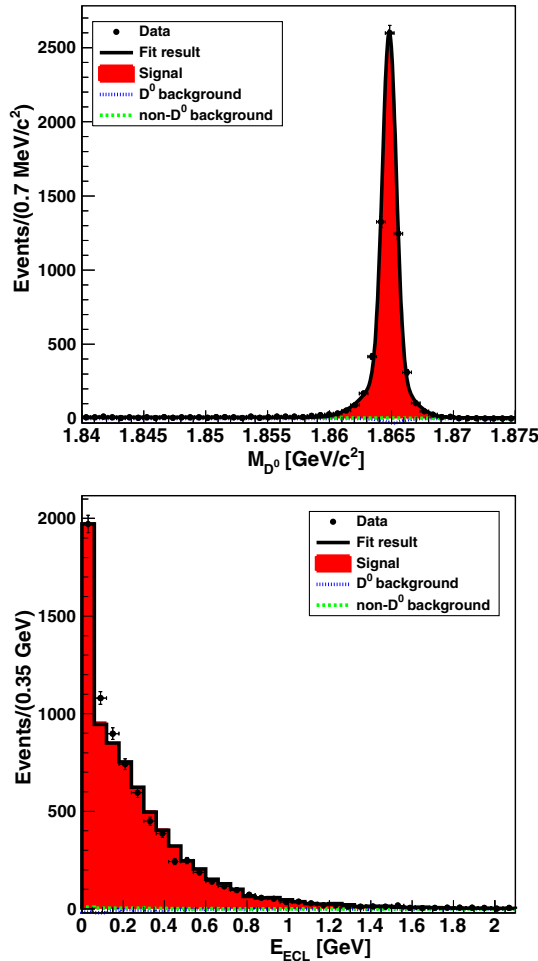 Data
Fit result
Signal
D⁰ background
non-D⁰ background
Events/(0.7 MeV/c²)
2500
2000
1500
1000
500
0
1.84 1.845 1.85 1.855 1.86 1.865 1.87 1.875
M_D⁰ [GeV/c²]
Data
Fit result
Signal
D⁰ background
non-D⁰ background
Events/(0.35 GeV)
2000
1500
1000
500
0
0 0.2 0.4 0.6 0.8 1 1.2 1.4 1.6 1.8 2
E_ECL [GeV]